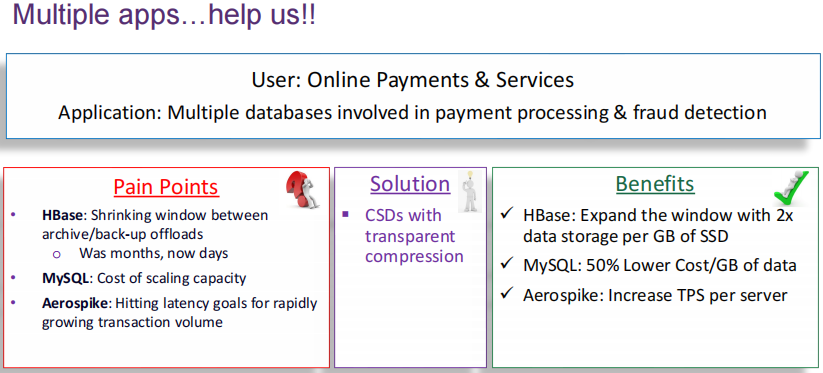 Multiple apps…help us!!
User: Online Payments & Services
Application: Multiple databases involved in payment processing & fraud detection
Pain Points
• HBase: Shrinking window between
archive/back-up offloads
o Was months, now days
• MySQL: Cost of scaling capacity
• Aerospike: Hitting latency goals for rapidly
growing transaction volume
Solution
▪ CSDs with
transparent
compression
Benefits
✓ HBase: Expand the window with 2x
data storage per GB of SSD
✓ MySQL: 50% Lower Cost/GB of data
✓ Aerospike: Increase TPS per server